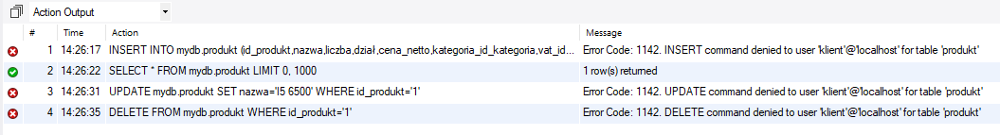 Action Output
# Time Action Message
1 14:26:17 INSERT INTO mydb.produkt (id_produkt,nazwa,liczba,dział,cena_netto,kategoria_id_kategoria,vat_id... Error Code: 1142. INSERT command denied to user 'klient'@'localhost' for table 'produkt'
2 14:26:22 SELECT * FROM mydb.produkt LIMIT 0, 1000 1 row(s) returned
3 14:26:31 UPDATE mydb.produkt SET nazwa='I5 6500' WHERE id_produkt='1' Error Code: 1142. UPDATE command denied to user 'klient'@'localhost' for table 'produkt'
4 14:26:35 DELETE FROM mydb.produkt WHERE id_produkt='1' Error Code: 1142. DELETE command denied to user 'klient'@'localhost' for table 'produkt'